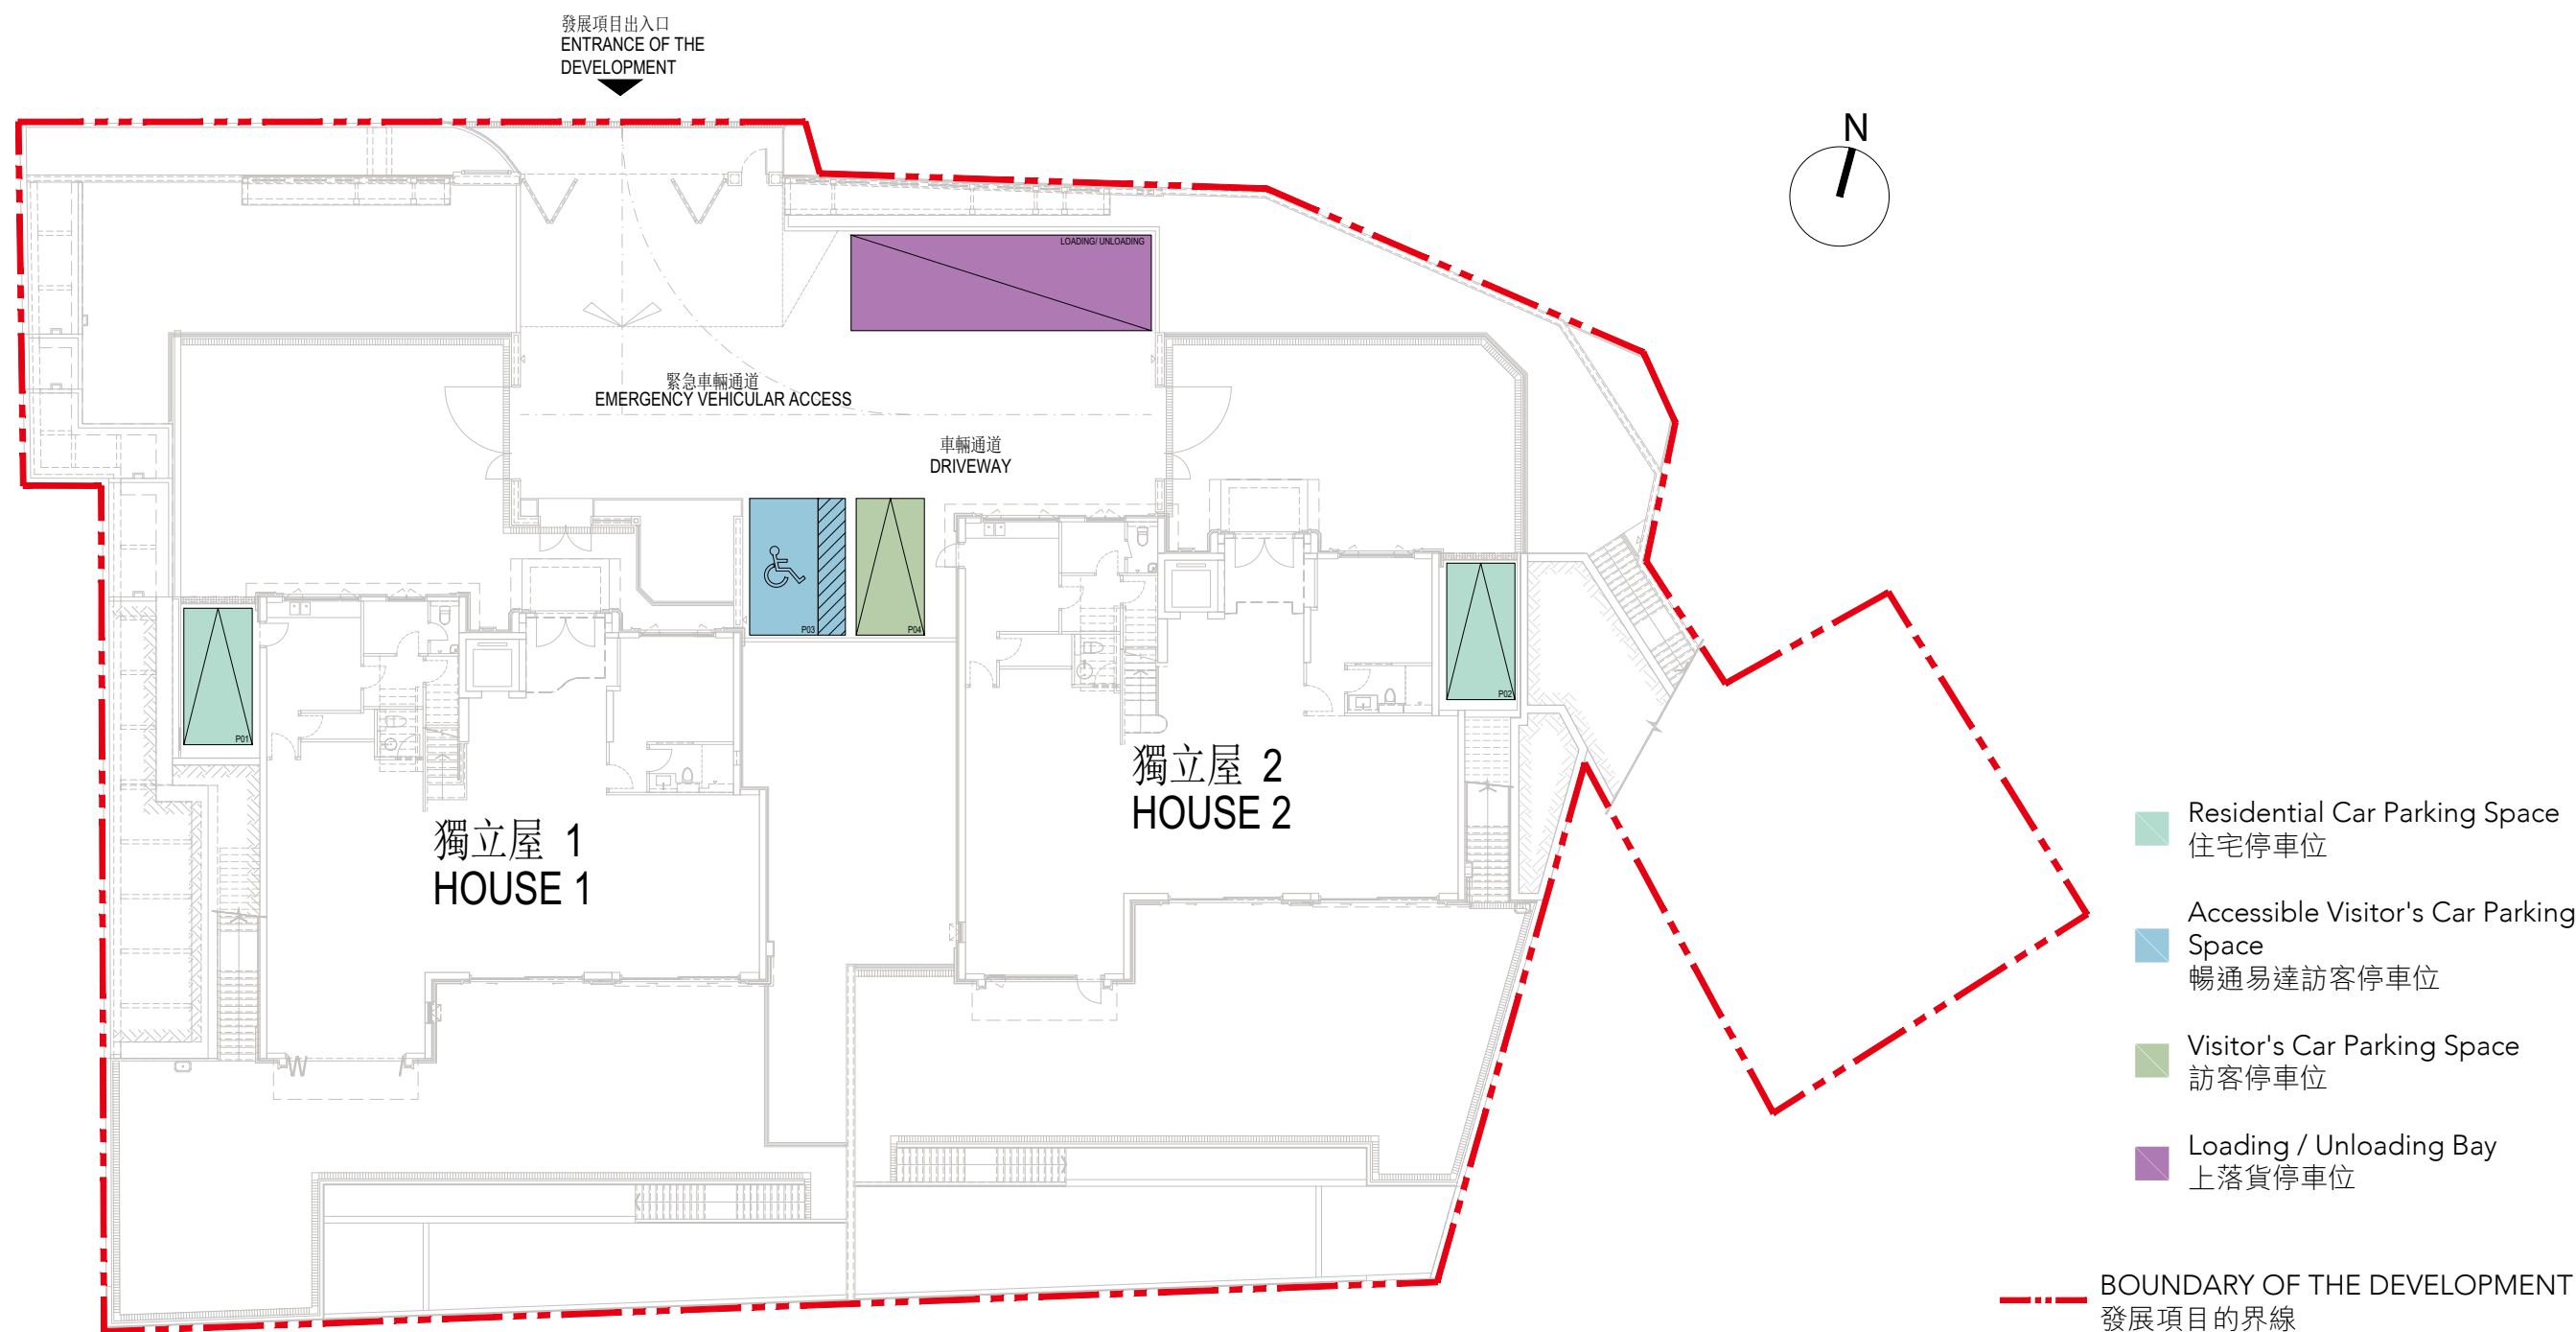 發展項目出入口
ENTRANCE OF THE
DEVELOPMENT
N
LOADING/ UNLOADING
緊急車輛通道
EMERGENCY VEHICULAR ACCESS
車輛通道
DRIVEWAY
P03
P04
P01
P02
獨立屋 1
HOUSE 1
獨立屋 2
HOUSE 2
Residential Car Parking Space
住宅停車位
Accessible Visitor's Car Parking
Space
暢通易達訪客停車位
Visitor's Car Parking Space
訪客停車位
Loading / Unloading Bay
上落貨停車位
BOUNDARY OF THE DEVELOPMENT
發展項目的界線